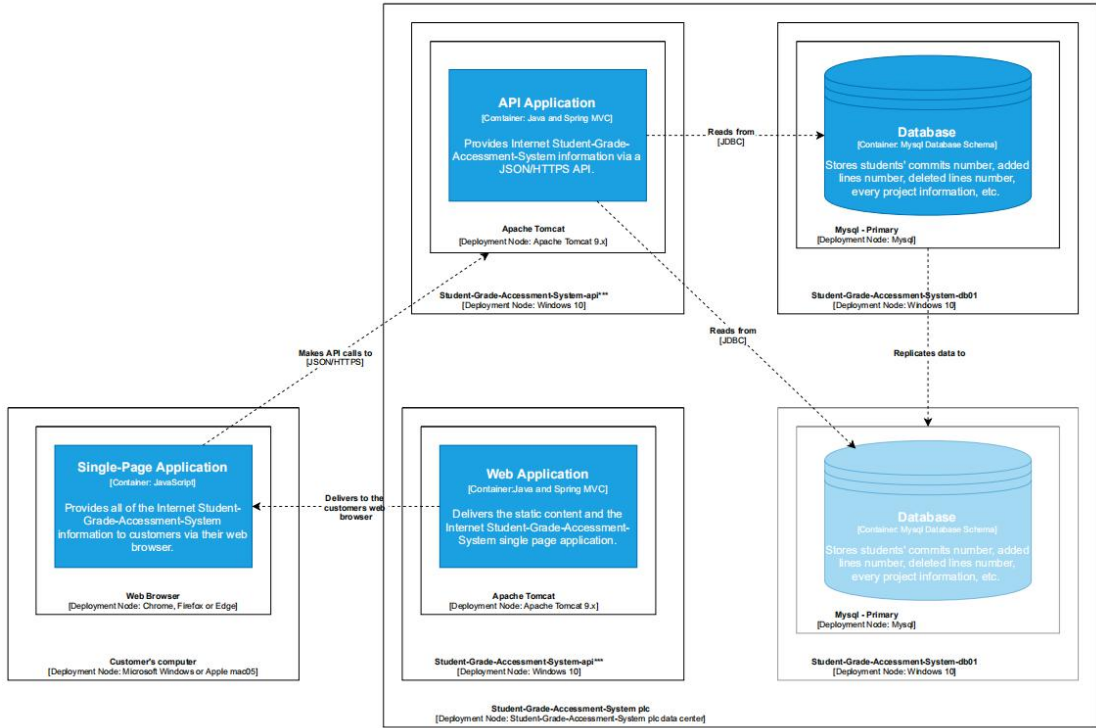 API Application
[Comtainer: Java and Spring MVC]
Provides Internet Student-Grade-
Accessment-System information via a
JSON/HTTPS API.
Apache Tomcat
[Deployment Node: Apache Tomcat 9.x]
Student-Grade-Accessment-System-api***
[Deployment Node: Windows 10]
Reads from
[JDBC]
Database
[Container: Mysql Database Schema]
Stores students' commits number, added
lines number, deleted lines number,
every project information, etc.
Mysql - Primary
[Deployment Node: Mysql]
Student-Grade-Accessment-System-db01
[Deployment Node: Windows 10]
Reads from
[JDBC]
Makes API calls to
[JSON/HTTPS]
Replicates data to
Single-Page Application
[Container: JavaScript]
Provides all of the Internet Student-
Grade-Accessment-System
information to customers via their web
browser.
Web Browser
[Deployment Node: Chrome, Firefox or Edge]
Customer's computer
[Deployment Node: Microsoft Windows or Apple mac05]
Delivers to the
customers web
browser
Web Application
[Container:Java and Spring MVC]
Delivers the static content and the
Internet Student-Grade-Accessment-
System single page application.
Apache Tomcat
[Deployment Node: Apache Tomcat 9.x]
Student-Grade-Accessment-System-api***
[Deployment Node: Windows 10]
Database
[Container: Mysql Database Schema]
Stores students' commits number, added
lines number, deleted lines number,
every project information, etc.
Mysql - Primary
[Deployment Node: Mysql]
Student-Grade-Accessment-System-db01
[Deployment Node: Windows 10]
Student-Grade-Accessment-System plc
[Deployment Node: Student-Grade-Accessment-System plc data center]